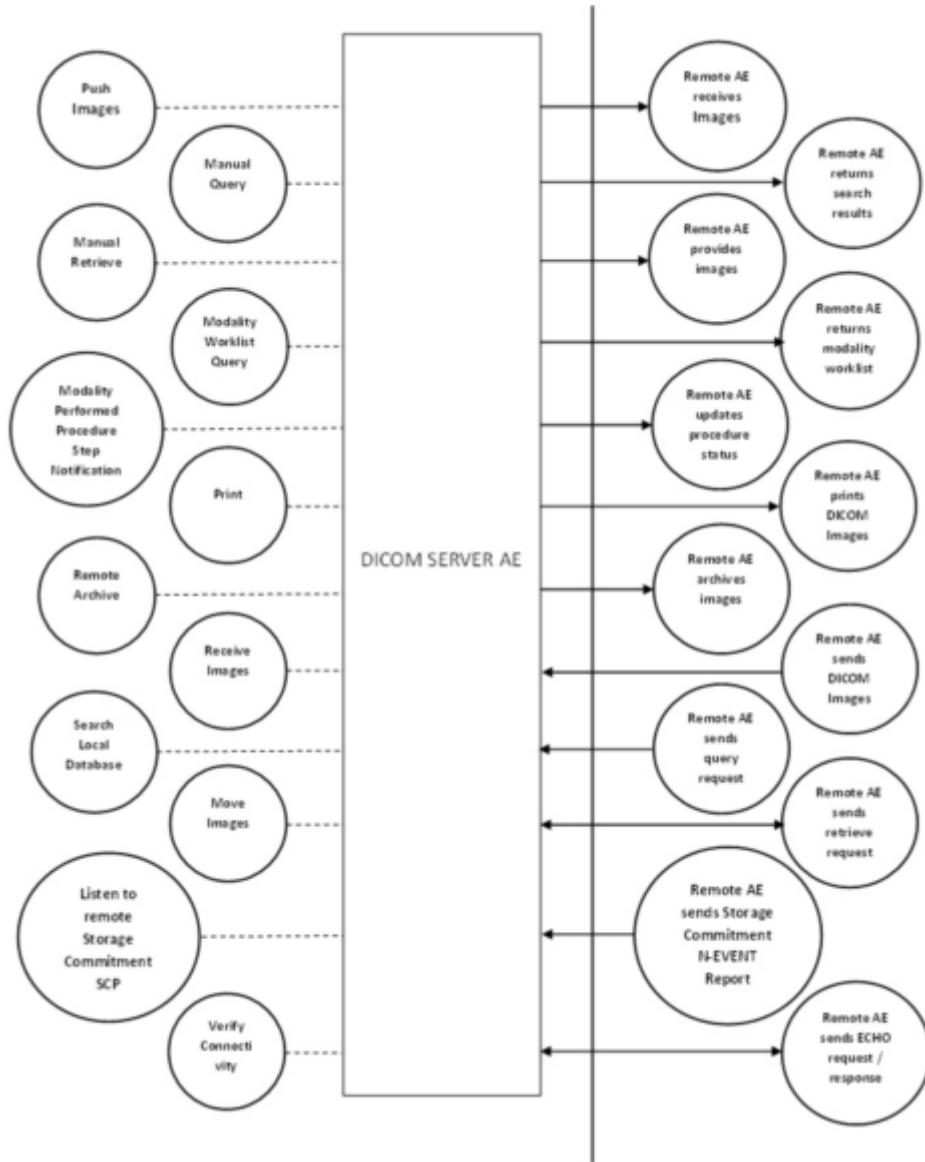 Push
Images
Remote AE
receives
Images
Manual
Query
Remote AE
returns
search
results
Manual
Retrieve
Remote AE
provides
images
Modality
Worklist
Query
Remote AE
returns
modality
worklist
Modality
Performed
Procedure
Step
Notification
Remote AE
updates
procedure
status
Print
Remote AE
prints
DICOM
Images
DICOM SERVER AE
Remote
Archive
Remote AE
archives
images
Receive
Images
Remote AE
sends
DICOM
Images
Search
Local
Database
Remote AE
sends
query
request
Move
Images
Remote AE
sends
retrieve
request
Listen to
remote
Storage
Commitment
SCP
Remote AE
sends Storage
Commitment
N-EVENT
Report
Verify
Connecti
vity
Remote AE
sends ECHO
request /
response